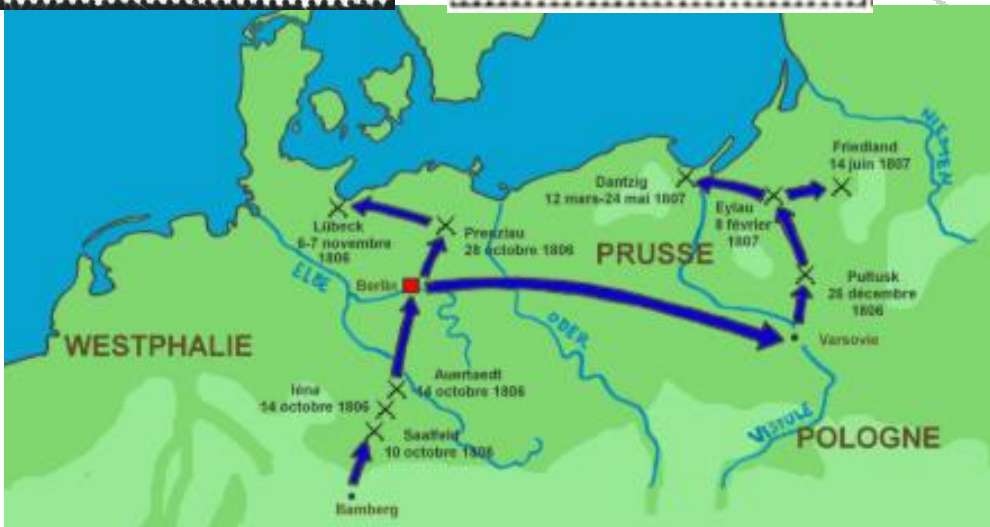 NIEMEN
Friedland
14 juin 1807
Dantzig
12 mars-24 mai 1807
Eylau
8 février
1807
Lübeck
6-7 novembre
1806
Prenzlau
28 octobre 1806
PRUSSE
Pultusk
26 décembre
1806
ELBE
Berlin
ODER
Varsovie
WESTPHALIE
Auertaedt
14 octobre 1806
Iéna
14 octobre 1806
VISTULE
POLOGNE
Saalfeld
10 octobre 1806
Bamberg